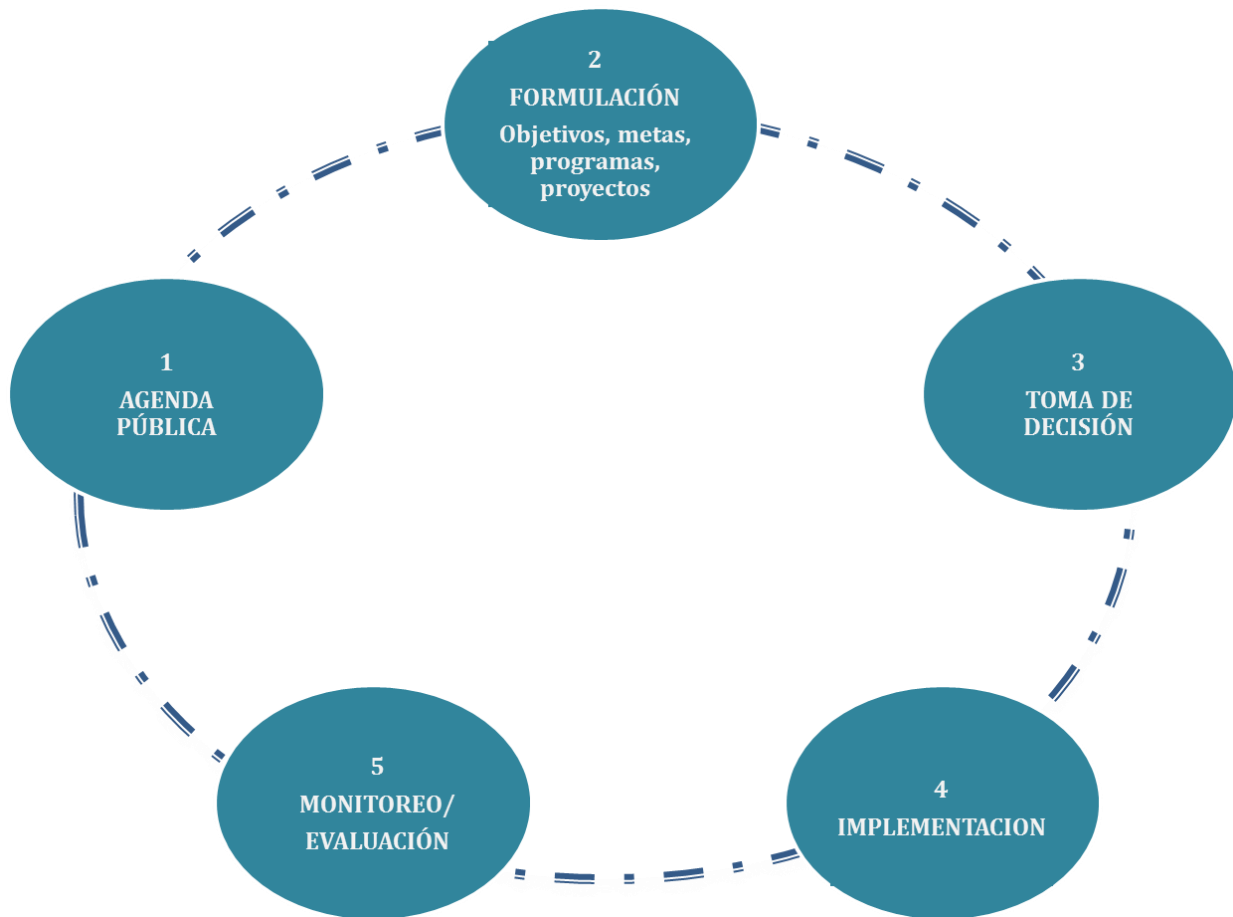 1
AGENDA
PÚBLICA
2
FORMULACIÓN
Objetivos, metas,
programas,
proyectos
3
TOMA DE
DECISIÓN
4
IMPLEMENTACION
5
MONITOREO/
EVALUACIÓN